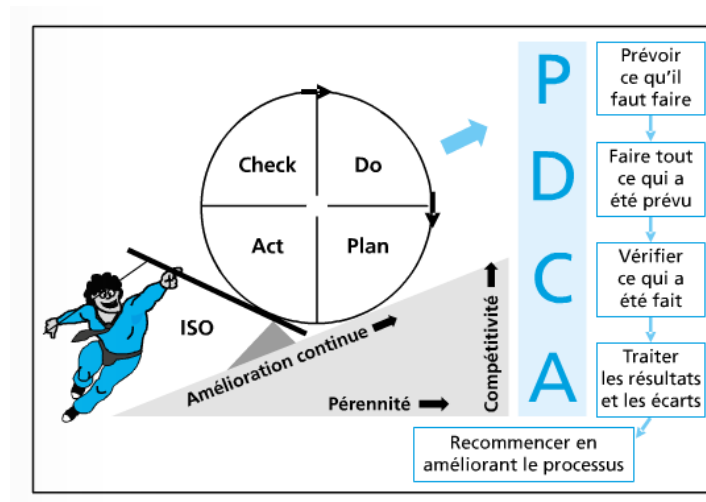 Check
Do
Act
Plan
ISO
Amélioration continue
Pérennité
Compétitivité
P
D
C
A
Prévoir
ce qu'il
faut faire
Faire tout
ce qui a
été prévu
Vérifier
ce qui a
été fait
Traiter
les résultats
et les écarts
Recommencer en
améliorant le processus